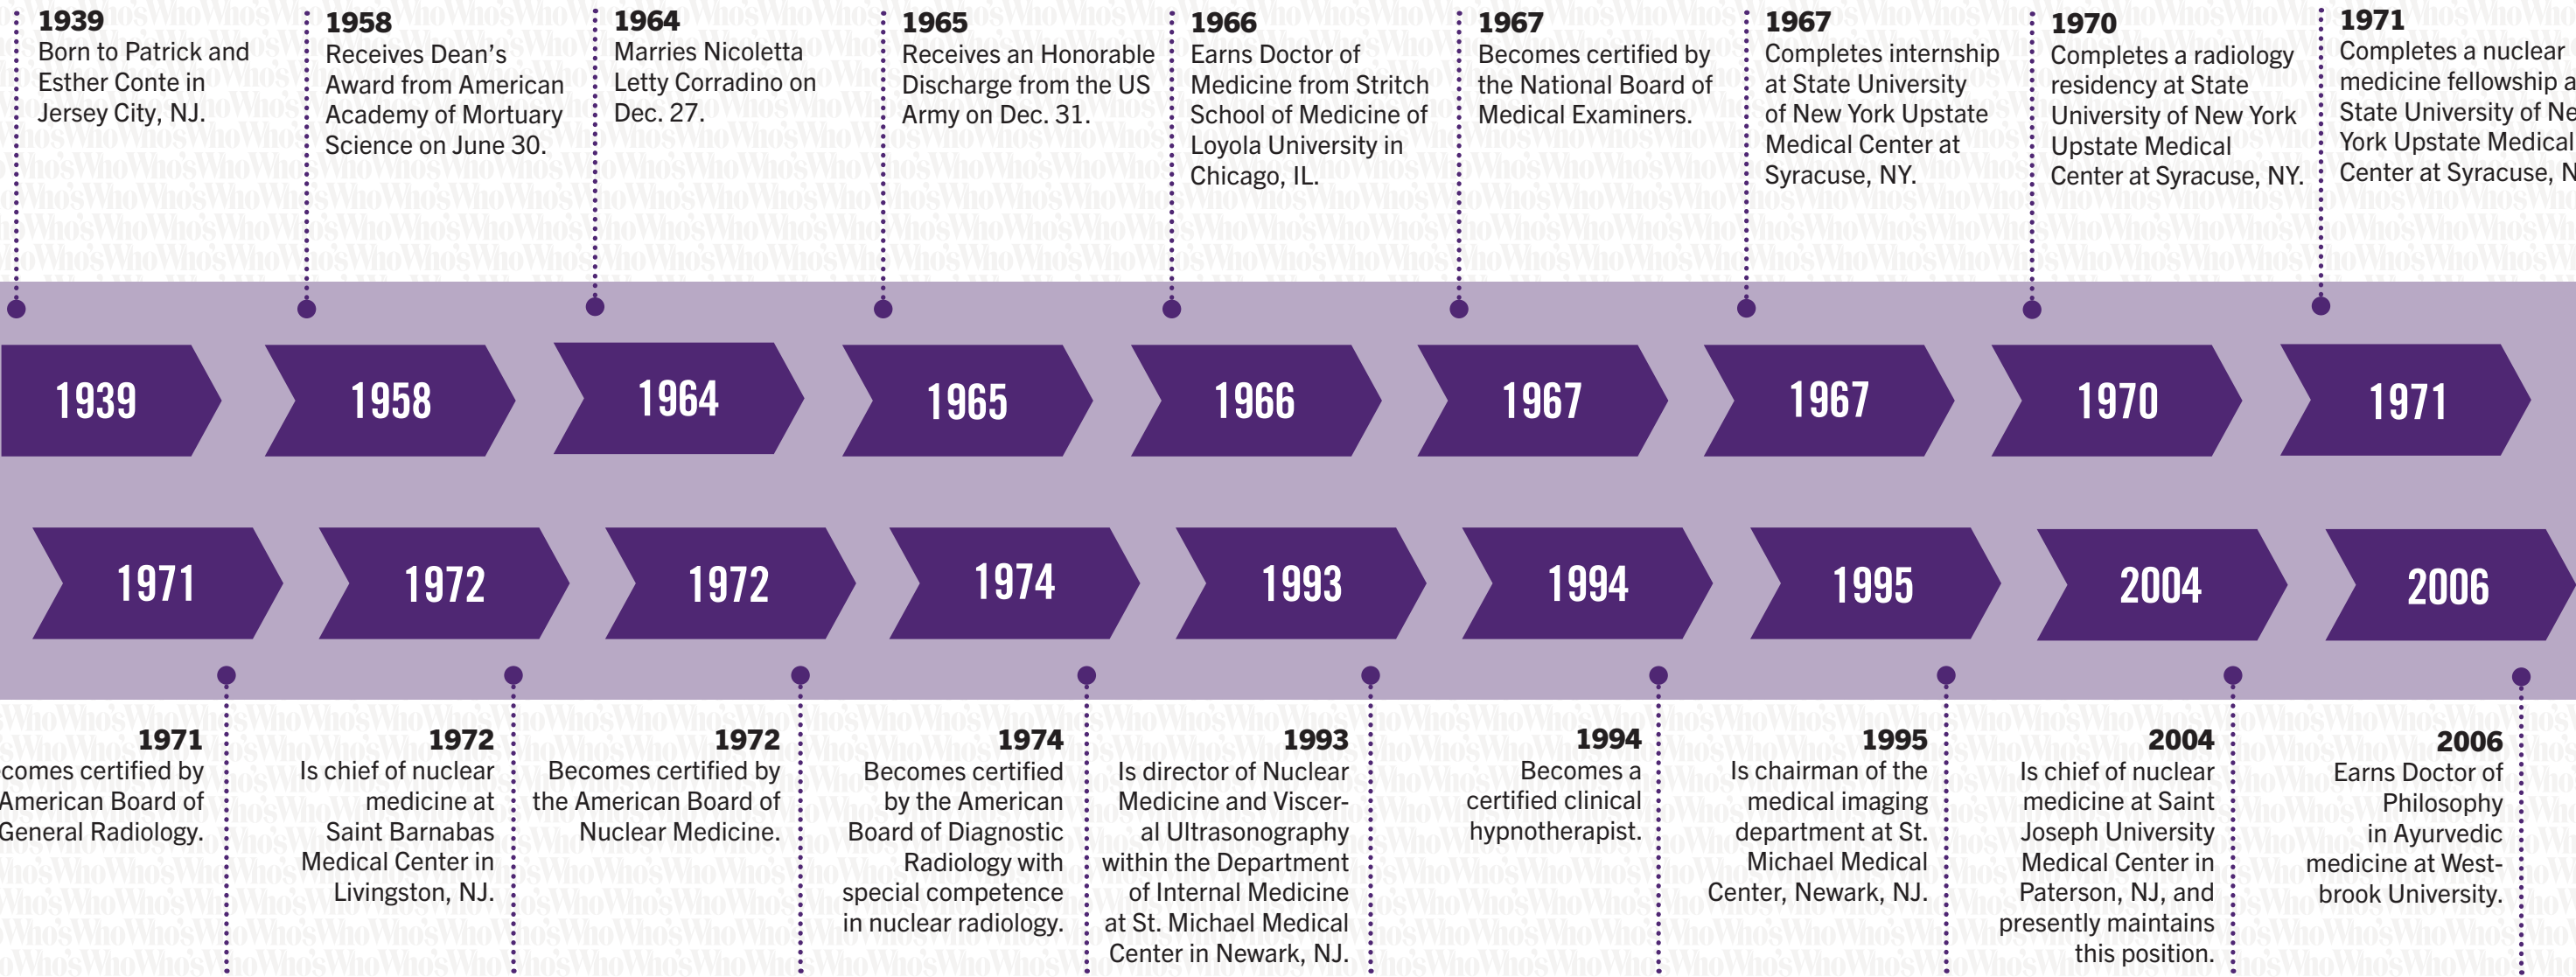 1939
Born to Patrick and
Esther Conte in
Jersey City, NJ.
1958
Receives Dean’s
Award from American
Academy of Mortuary
Science on June 30.
1964
Marries Nicoletta
Letty Corradino on
Dec. 27.
1965
Receives an Honorable
Discharge from the US
Army on Dec. 31.
1966
Earns Doctor of
Medicine from Stritch
School of Medicine of
Loyola University in
Chicago, IL.
1967
Becomes certified by
the National Board of
Medical Examiners.
1967
Completes internship
at State University
of New York Upstate
Medical Center at
Syracuse, NY.
1970
Completes a radiology
residency at State
University of New York
Upstate Medical
Center at Syracuse, NY.
1971
Completes a nuclear
medicine fellowship
State University of
York Upstate Medical
Center at Syracuse,
1939
1958
1964
1965
1966
1967
1967
1970
1971
1971
1972
1972
1974
1993
1994
1995
2004
2006
1971
certified by
American Board of
General Radiology.
1972
Is chief of nuclear
medicine at
Saint Barnabas
Medical Center in
Livingston, NJ.
1972
Becomes certified by
the American Board of
Nuclear Medicine.
1974
Becomes certified
by the American
Board of Diagnostic
Radiology with
special competence
in nuclear radiology.
1993
Is director of Nuclear
Medicine and Viscer-
al Ultrasonography
within the Department
of Internal Medicine
at St. Michael Medical
Center in Newark, NJ.
1994
Becomes a
certified clinical
hypnotherapist.
1995
Is chairman of the
medical imaging
department at St.
Michael Medical
Center, Newark, NJ.
2004
Is chief of nuclear
medicine at Saint
Joseph University
Medical Center in
Paterson, NJ, and
presently maintains
this position.
2006
Earns Doctor of
Philosophy
in Ayurvedic
medicine at West-
brook University.